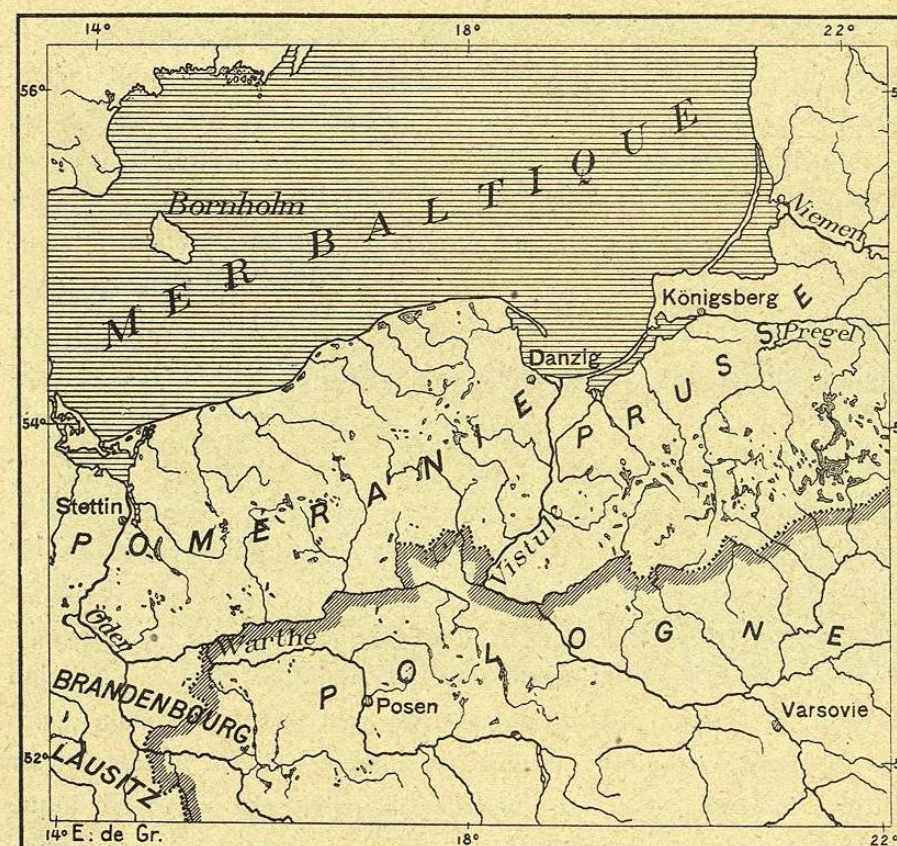 14° 18° 22°
56°
Bornholm
MER BALTIQUE
Niemen
Königsberg
Pregel
Danzig
PRUSSE
54°
POMERANIE
Stettin
Vistule
Oder
Warthe
POLOGNE
BRANDENBOURG
Posen
Varsovie
LAUSITZ
52°
14° E. de Gr. 18° 22°